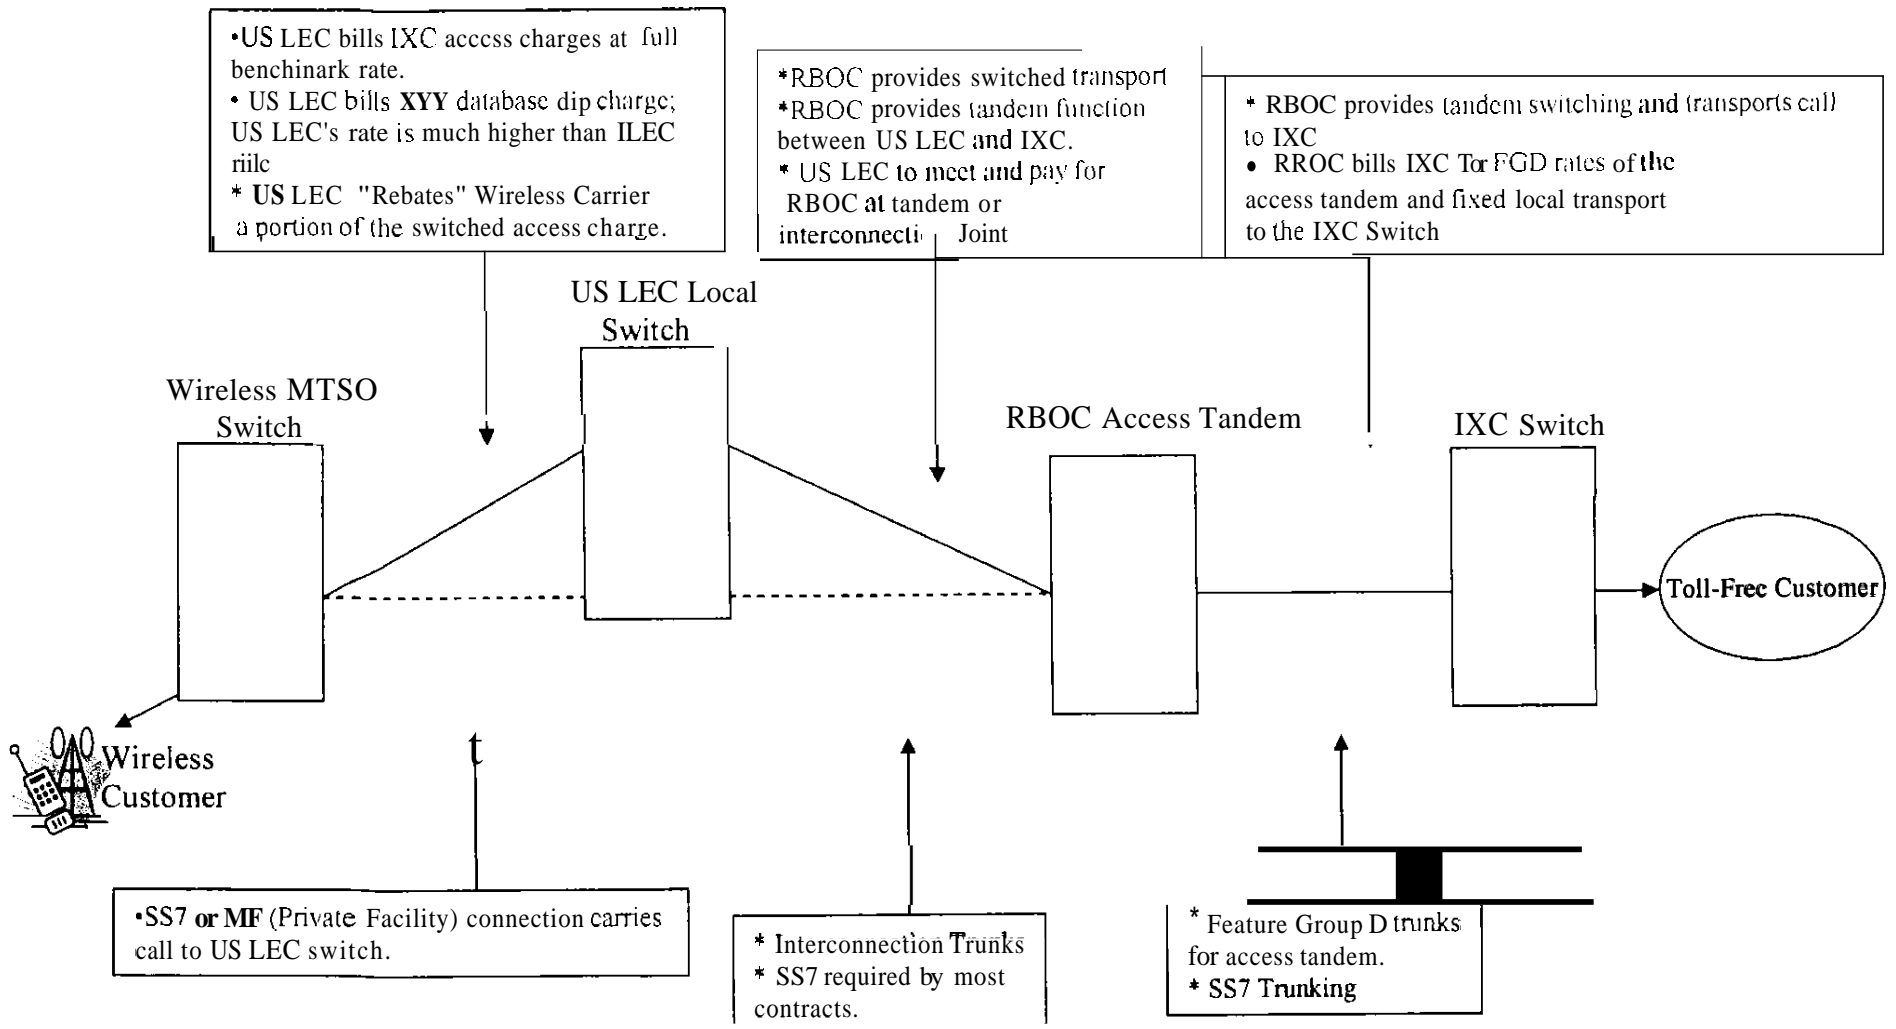 •US LEC bills IXC acccss charges at full
benchinark rate.
• US LEC bills XYY database dip charge;
US LEC's rate is much higher than ILEC
riilc
* US LEC "Rebates" Wireless Carrier
a portion of the switched access charge.
*RBOC provides switched transport
*RBOC provides tandem function
between US LEC and IXC.
* US LEC to meet and pay for
RBOC at tandem or
interconnecti Joint
* RBOC provides tandem switching and transports call
to IXC
• RROC bills IXC Tor FGD rates of the
access tandem and fixed local transport
to the IXC Switch
US LEC Local
Switch
Wireless MTSO
Switch
RBOC Access Tandem
IXC Switch
Toll-Frec Customer
Wireless
Customer
t
•SS7 or MF (Private Facility) connection carries
call to US LEC switch.
* Interconnection Trunks
* SS7 required by most
contracts.
* Feature Group D trunks
for access tandem.
* SS7 Trunking